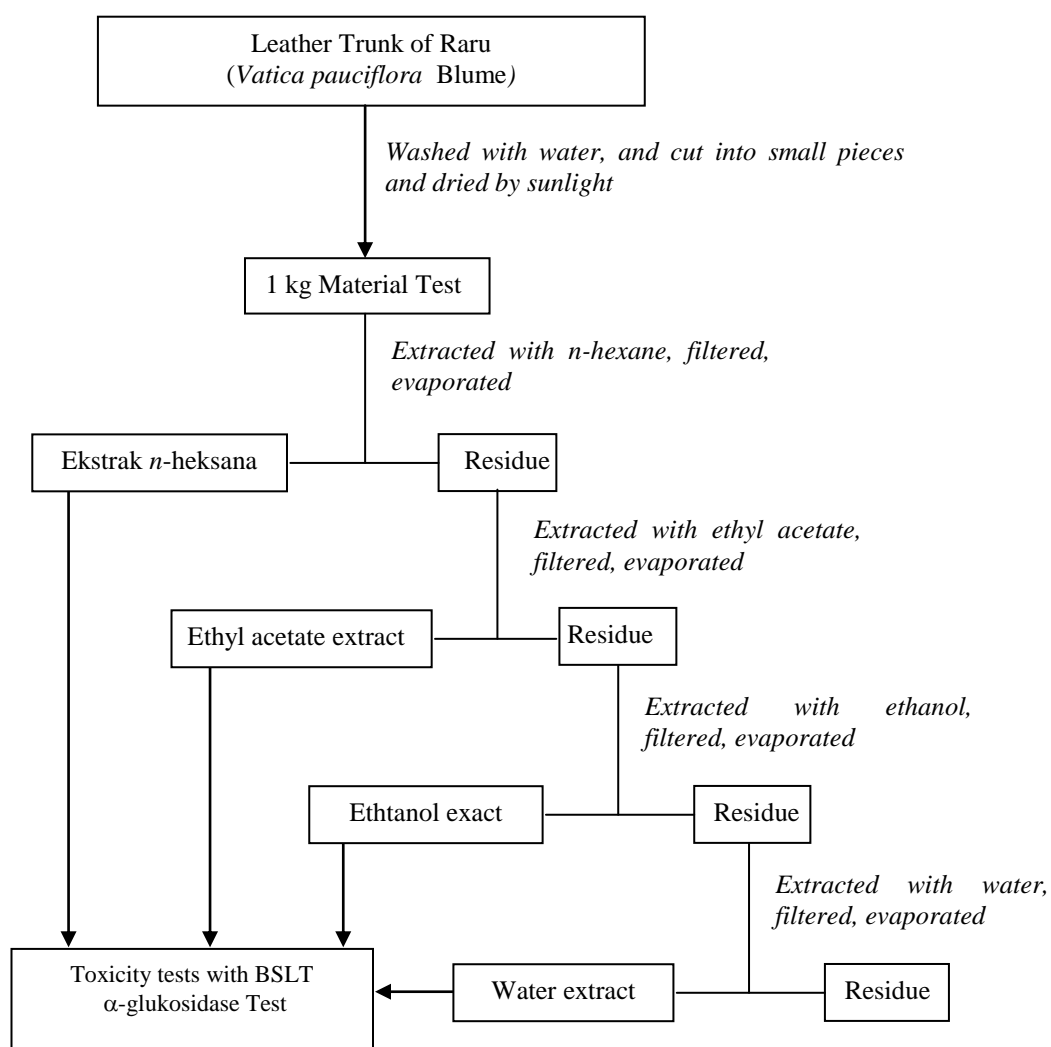 Leather Trunk of Raru
(Vatica pauciflora Blume)
Washed with water, and cut into small pieces
and dried by sunlight
1 kg Material Test
Extracted with n-hexane, filtered,
evaporated
Ekstrak n-heksana
Residue
Extracted with ethyl acetate,
filtered, evaporated
Ethyl acetate extract
Residue
Extracted with ethanol,
filtered, evaporated
Ethtanol exact
Residue
Extracted with water,
filtered, evaporated
Toxicity tests with BSLT
α-glukosidase Test
Water extract
Residue